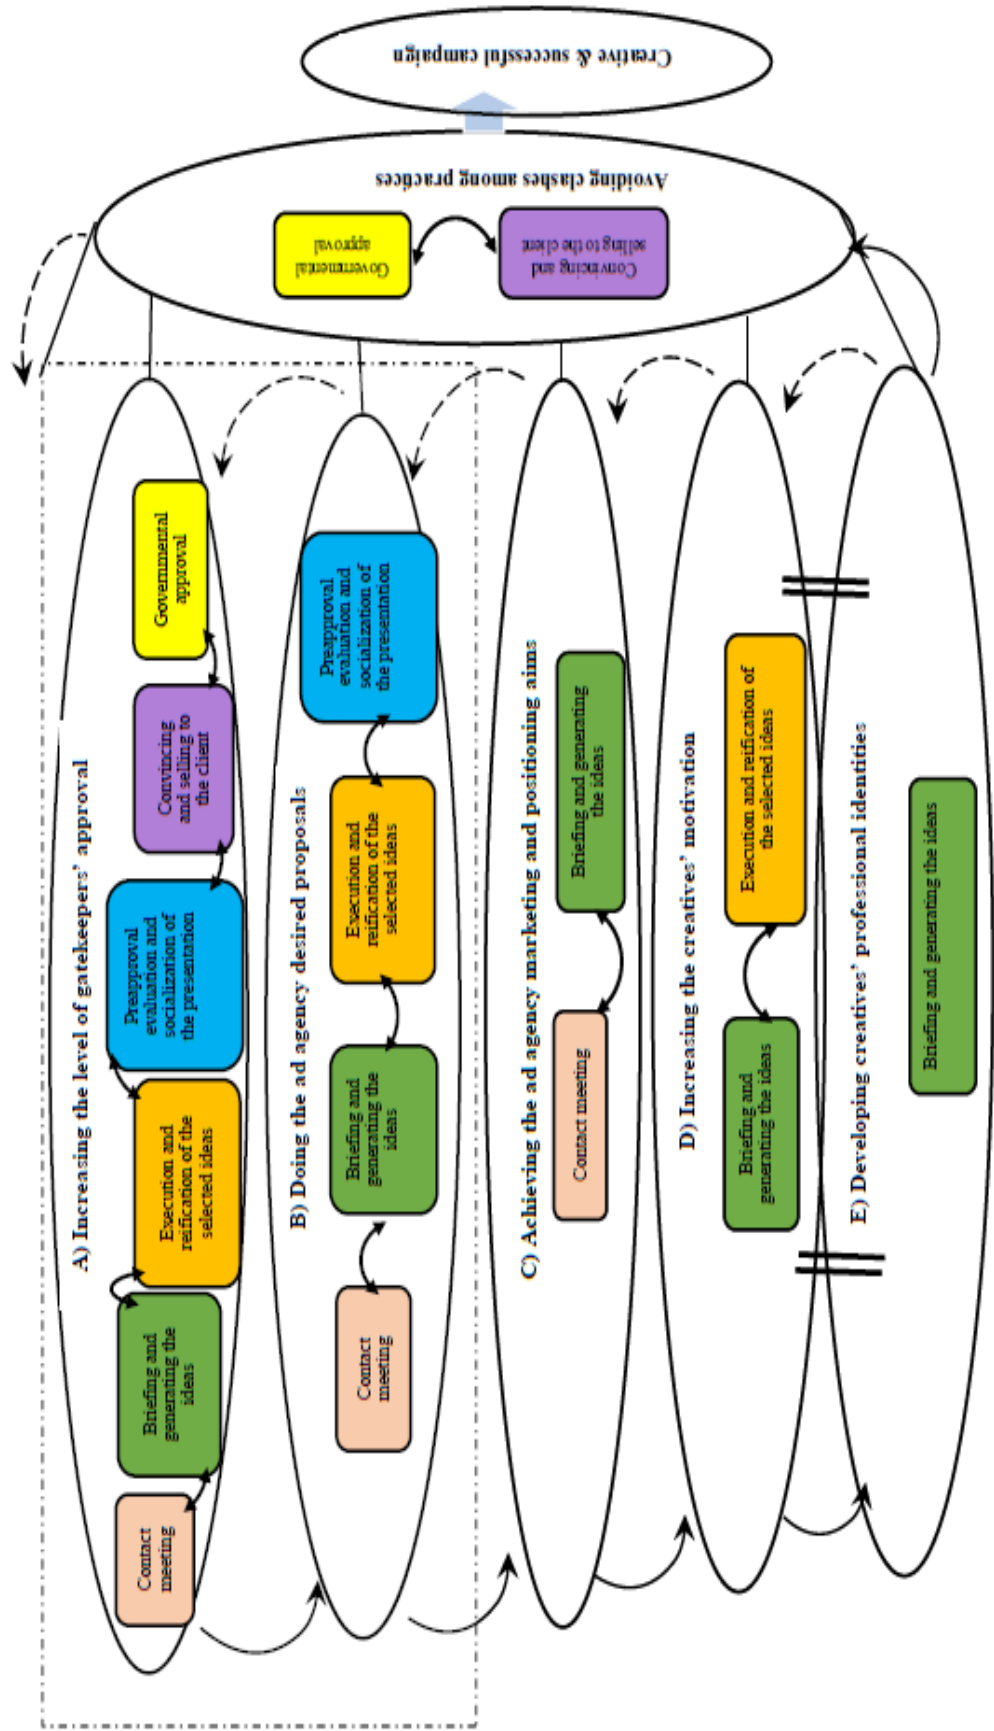 A) Increasing the level of gatekeepers' approval
Contact
meeting
Briefing and
generating the
ideas
Execution and
reification of the
selected ideas
Preapproval
evaluation and
socialization of
the presentation
Convincing
and selling to
the client
Governmental
approval
B) Doing the ad agency desired proposals
Contact
meeting
Briefing and
generating the
ideas
Execution and
reification of the
selected ideas
Preapproval
evaluation and
socialization of
the presentation
C) Achieving the ad agency marketing and positioning aims
Contact meeting
Briefing and generating
the ideas
D) Increasing the creatives' motivation
Briefing and
generating the ideas
Execution and reification of
the selected ideas
E) Developing creatives' professional identities
Briefing and generating the ideas
Avoiding clashes among practices
Convincing and
selling to the client
Governmental
approval
Creative & successful campaign